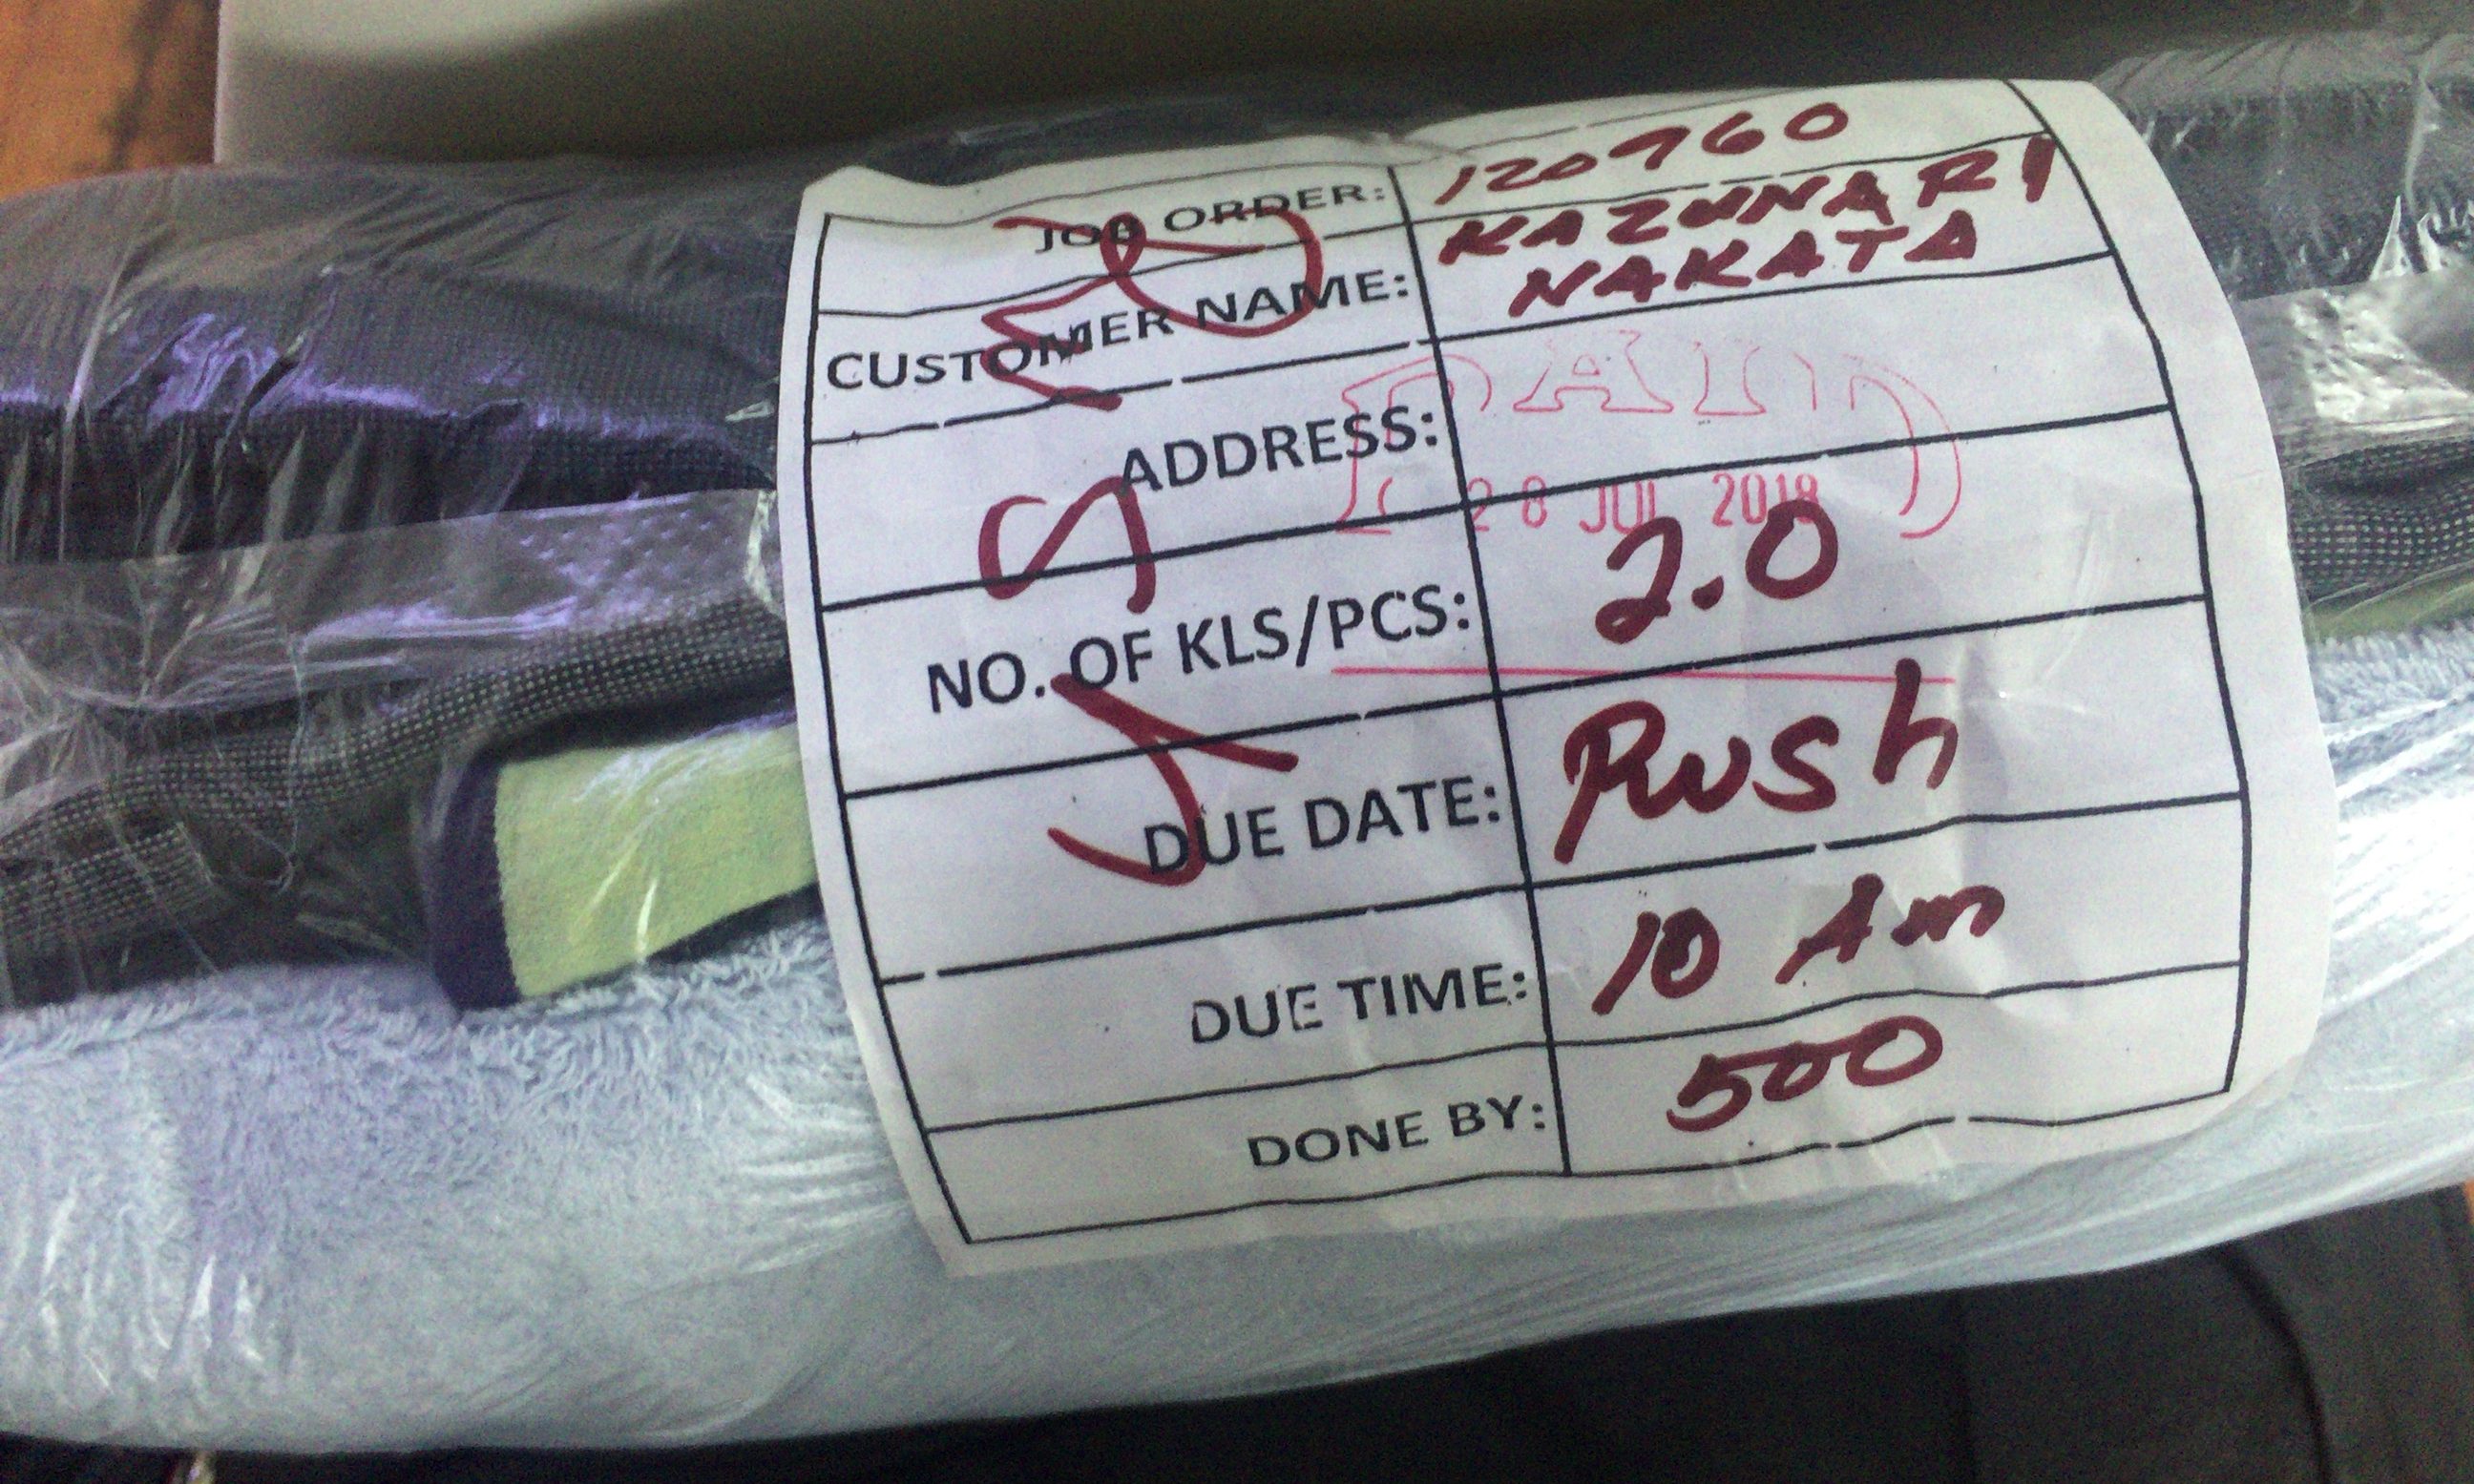 JOB ORDER: 120960
CUSTOMER NAME: KAZUNARI NAKATA
ADDRESS:
PAID
28 JUL 2018
NO. OF KLS/PCS: 2.0
DUE DATE: Rush
DUE TIME: 10 Am
DONE BY: 500